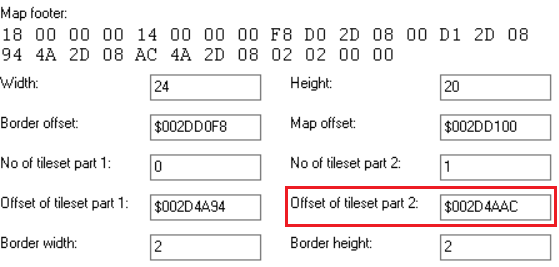 Map footer:
18 00 00 00 14 00 00 00 F8 D0 2D 08 00 D1 2D 08
94 4A 2D 08 AC 4A 2D 08 02 02 00 00
Width: 24 Height: 20
Border offset: $002DD0F8 Map offset: $002DD100
No of tileset part 1: 0 No of tileset part 2: 1
Offset of tileset part 1: $002D4A94 Offset of tileset part 2: $002D4AAC
Border width: 2 Border height: 2